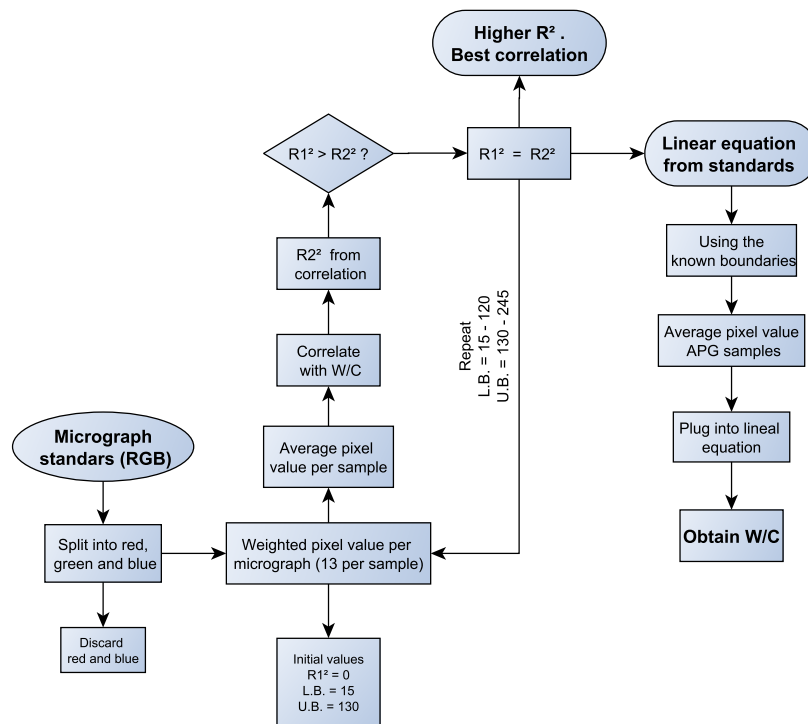 Higher R² .
Best correlation
R1² > R2² ?
R1² = R2²
Linear equation
from standards
R2² from
correlation
Using the
known boundaries
Repeat
L.B. = 15 - 120
U.B. = 130 - 245
Correlate
with W/C
Average pixel value
APG samples
Micrograph
standars (RGB)
Average pixel
value per sample
Plug into lineal
equation
Split into red,
green and blue
Weighted pixel value per
micrograph (13 per sample)
Obtain W/C
Discard
red and blue
Initial values
R1² = 0
L.B. = 15
U.B. = 130